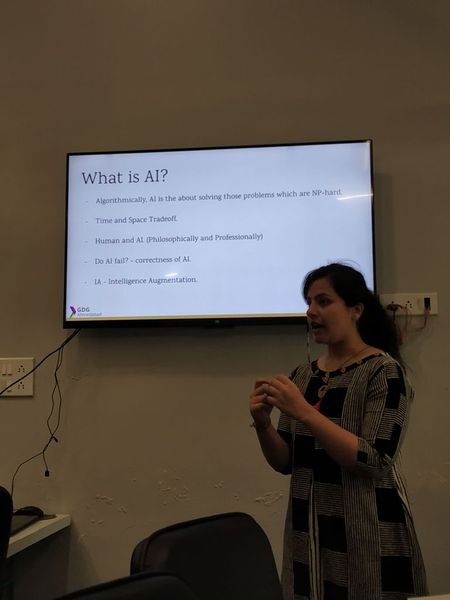 What is AI?
- Algorithmically, AI is the about solving those problems which are NP-hard.
- Time and Space Tradeoff.
- Human and AI. (Philosophically and Professionally)
- Do AI fail? - correctness of AI.
- IA - Intelligence Augmentation.
GDG
Ahmedabad